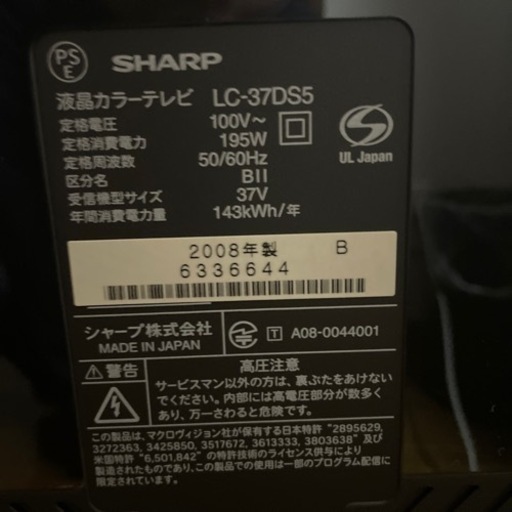 PS
E
SHARP
液晶カラーテレビ LC-37DS5
定格電圧 100V～
定格消費電力 195W
定格周波数 50/60Hz
区分名 BII
受信機型サイズ 37V
年間消費電力量 143kWh/年
UL Japan
2008年製 B
6336644
シャープ株式会社
MADE IN JAPAN
T A08-0044001
警告 高圧注意
サービスマン以外の方は、裏ぶたをあけない
でください。内部には高電圧部分が数多く
あり、万一さわると危険です。
この製品は、マクロヴィジョン社が保有する日本特許 "2895629,
3272363, 3425850, 3517672, 3613333, 3803638" 及び
米国特許 "6,501,842" の特許技術のライセンス供与により
製造されました。この製品での使用は一部のプログラム配信に
限定されます。